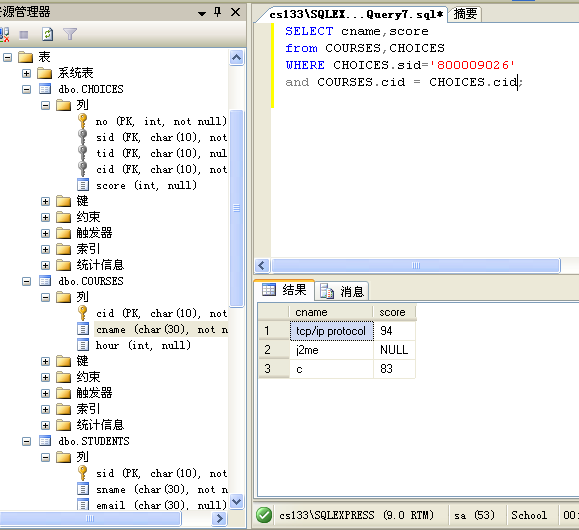 资源管理器
表
系统表
dbo.CHOICES
列
no (PK, int, not null)
sid (FK, char(10), not
tid (FK, char(10), nul
cid (FK, char(10), not
score (int, null)
键
约束
触发器
索引
统计信息
dbo.COURSES
列
cid (PK, char(10), not
cname (char(30), not n
hour (int, null)
键
约束
触发器
索引
统计信息
dbo.STUDENTS
列
sid (PK, char(10), not
sname (char(30), not n
email (char(30), null)
cs133\SQLEX...Query7.sql* 摘要
SELECT cname,score
from COURSES,CHOICES
WHERE CHOICES.sid='800009026'
and COURSES.cid = CHOICES.cid;
结果 消息
cname score
1 tcp/ip protocol 94
2 j2me NULL
3 c 83
cs133\SQLEXPRESS (9.0 RTM) sa (53) School 00: